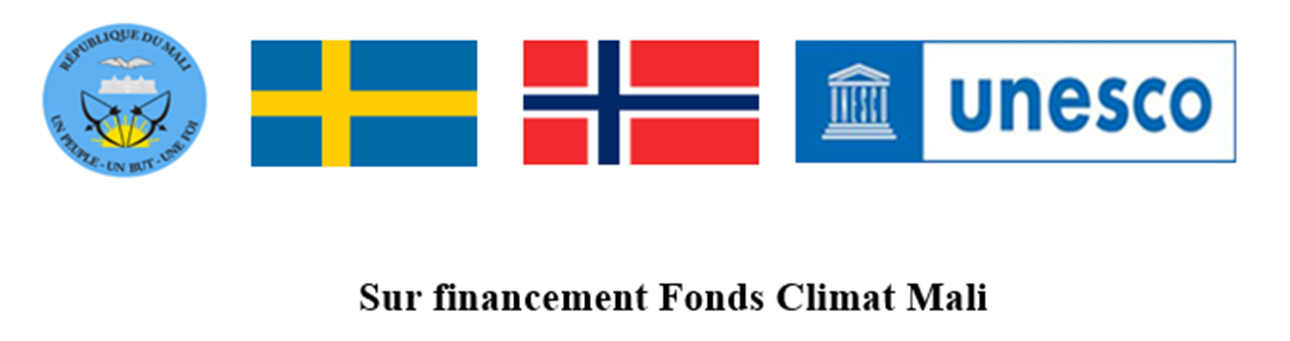 RÉPUBLIQUE DU MALI
UN PEUPLE - UN BUT - UNE FOI
unesco
Sur financement Fonds Climat Mali